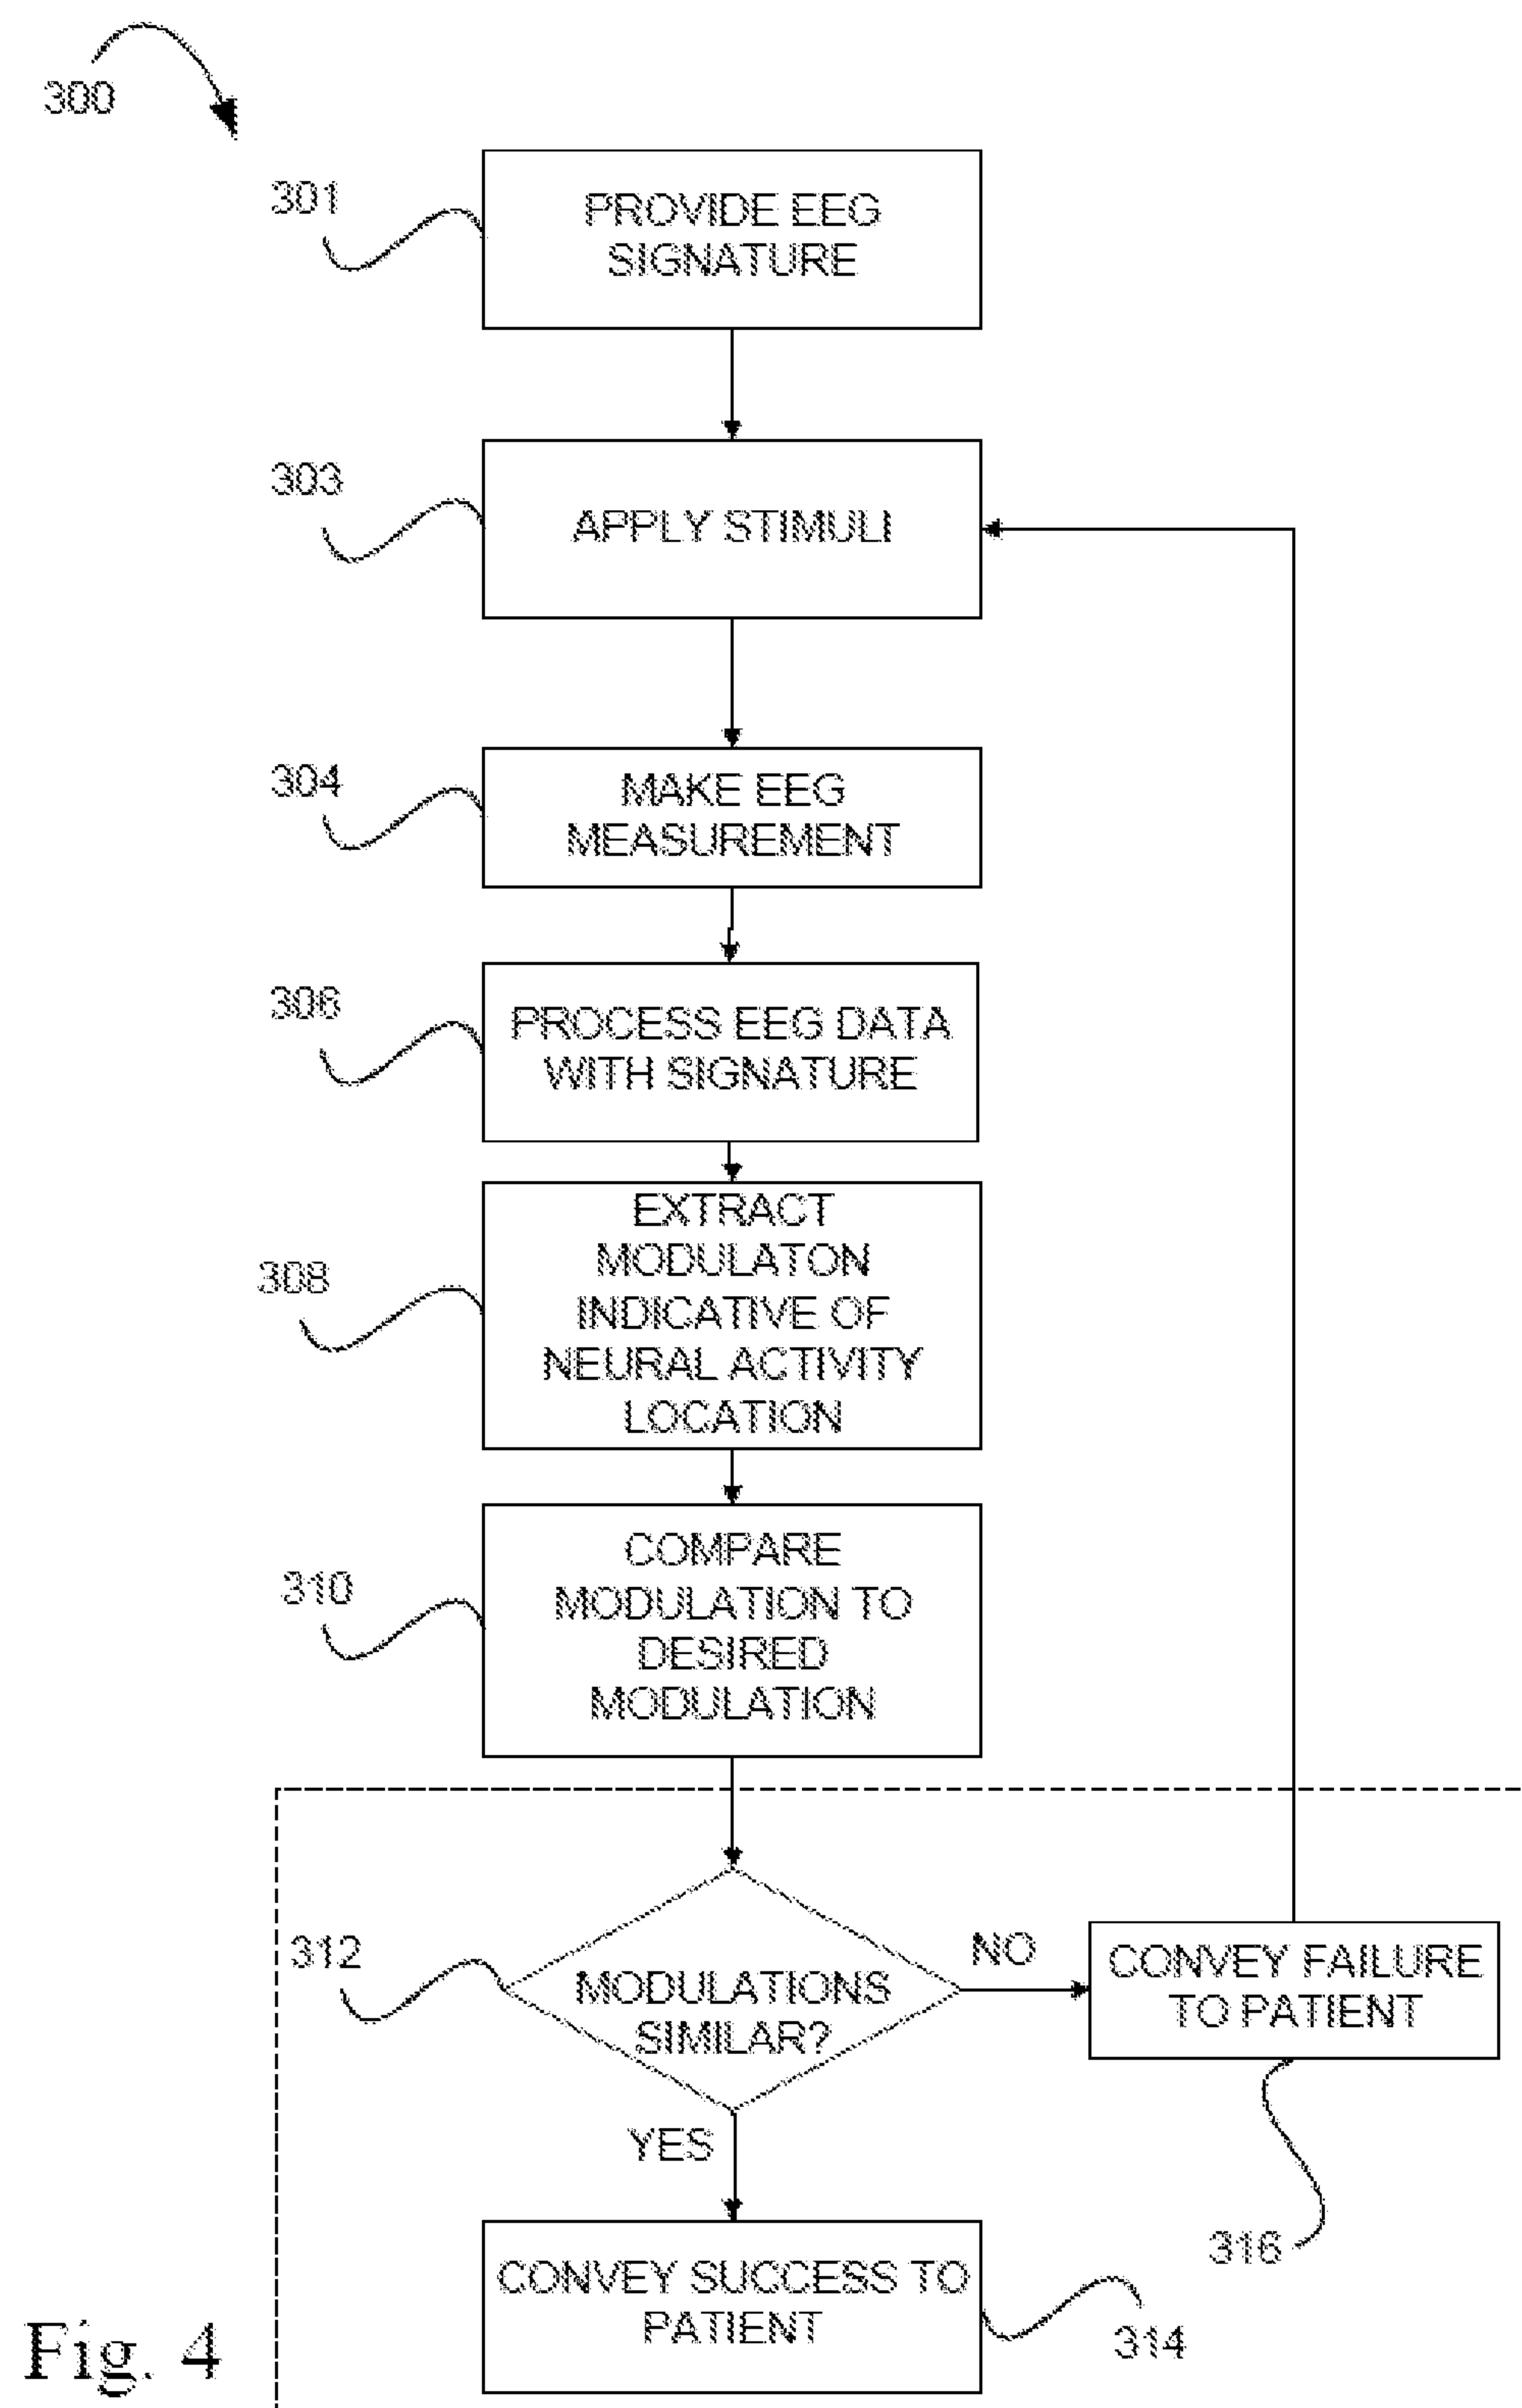 300
301
PROVIDE EEG
SIGNATURE
303
APPLY STIMULI
304
MAKE EEG
MEASUREMENT
306
PROCESS EEG DATA
WITH SIGNATURE
308
EXTRACT
MODULATON
INDICATIVE OF
NEURAL ACTIVITY
LOCATION
310
COMPARE
MODULATION TO
DESIRED
MODULATION
312
MODULATIONS
SIMILAR?
NO
CONVEY FAILURE
TO PATIENT
316
YES
CONVEY SUCCESS TO
PATIENT
314
Fig. 4